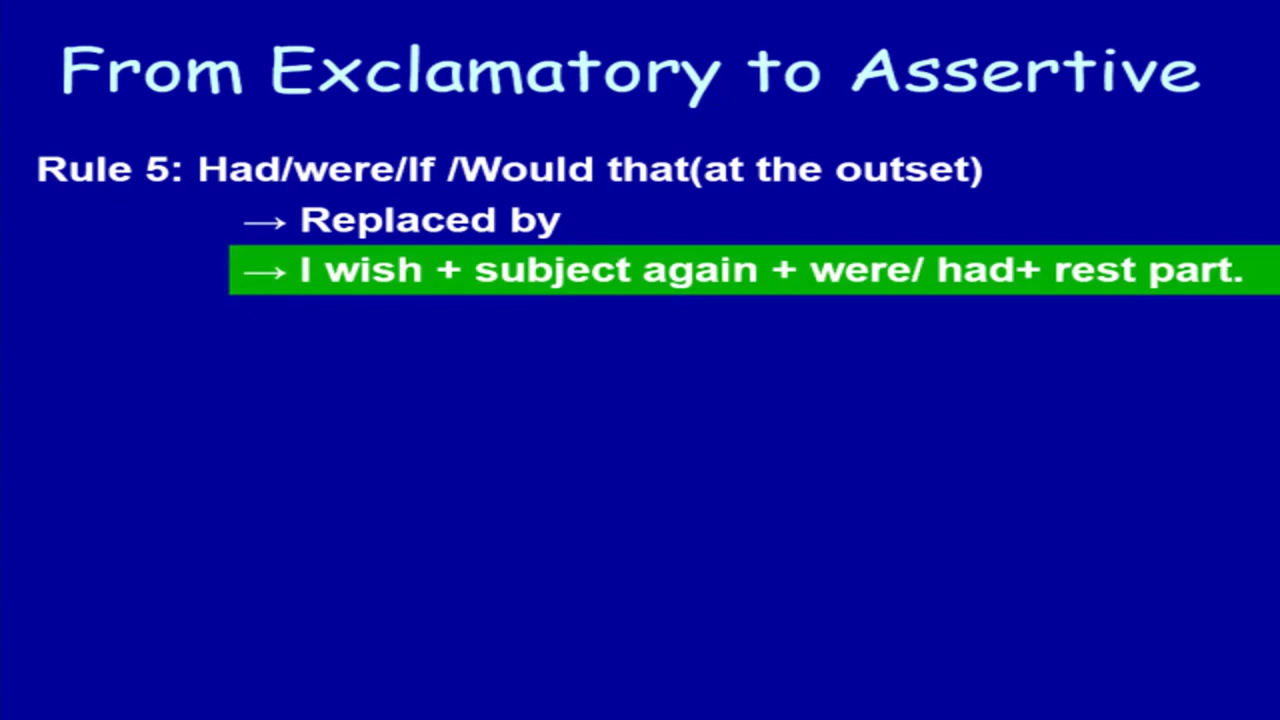 From Exclamatory to Assertive
Rule 5: Had/were/If /Would that(at the outset)
→ Replaced by
→ I wish + subject again + were/ had+ rest part.